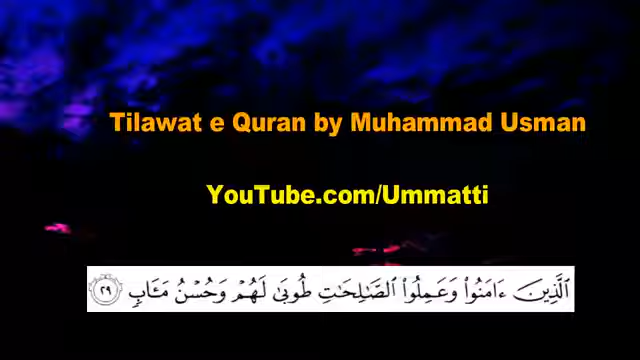 Tilawat e Quran by Muhammad Usman
YouTube.com/Ummatti
ٱلَّذِينَ ءَامَنُوا۟ وَعَمِلُوا۟ ٱلصَّـٰلِحَـٰتِ طُوبَىٰ لَهُمْ وَحُسْنُ مَـَٔابٍ ٢٩